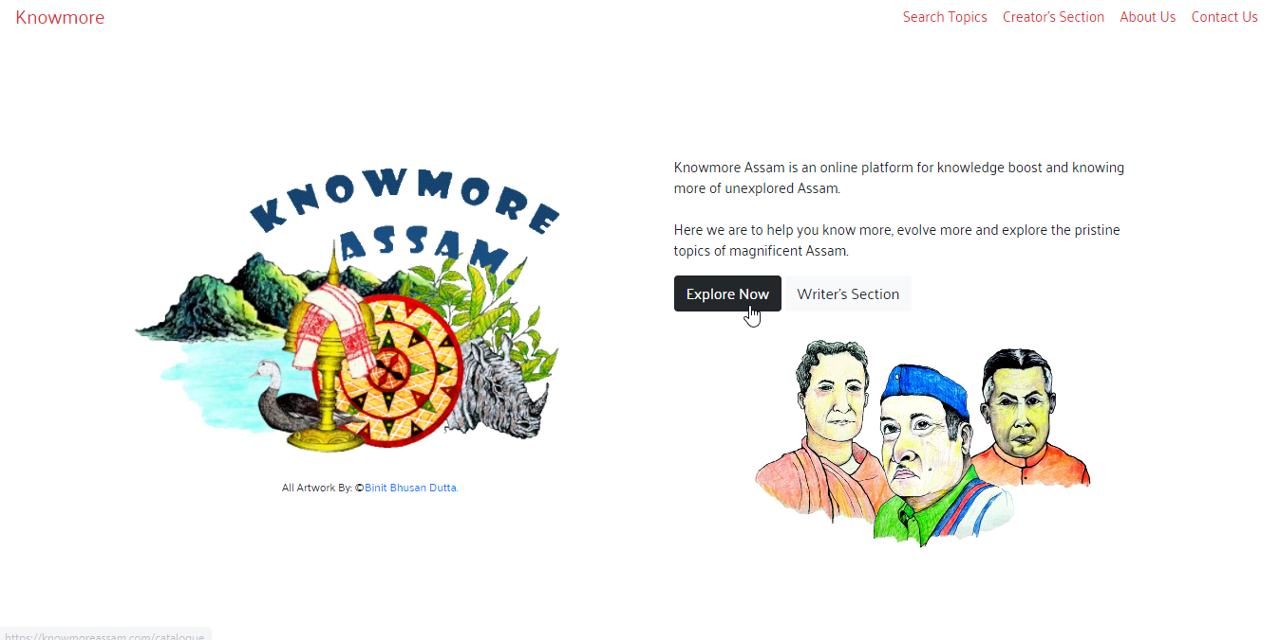 Knowmore
Search Topics
Creator's Section
About Us
Contact Us
KNOWMORE
ASSAM.
Knowmore Assam is an online platform for knowledge boost and knowing
more of unexplored Assam.
Here we are to help you know more, evolve more and explore the pristine
topics of magnificent Assam.
Explore Now
Writer's Section
All Artwork By: ©Binit Bhusan Dutta.
https://knowmoreassam.com/catalogue